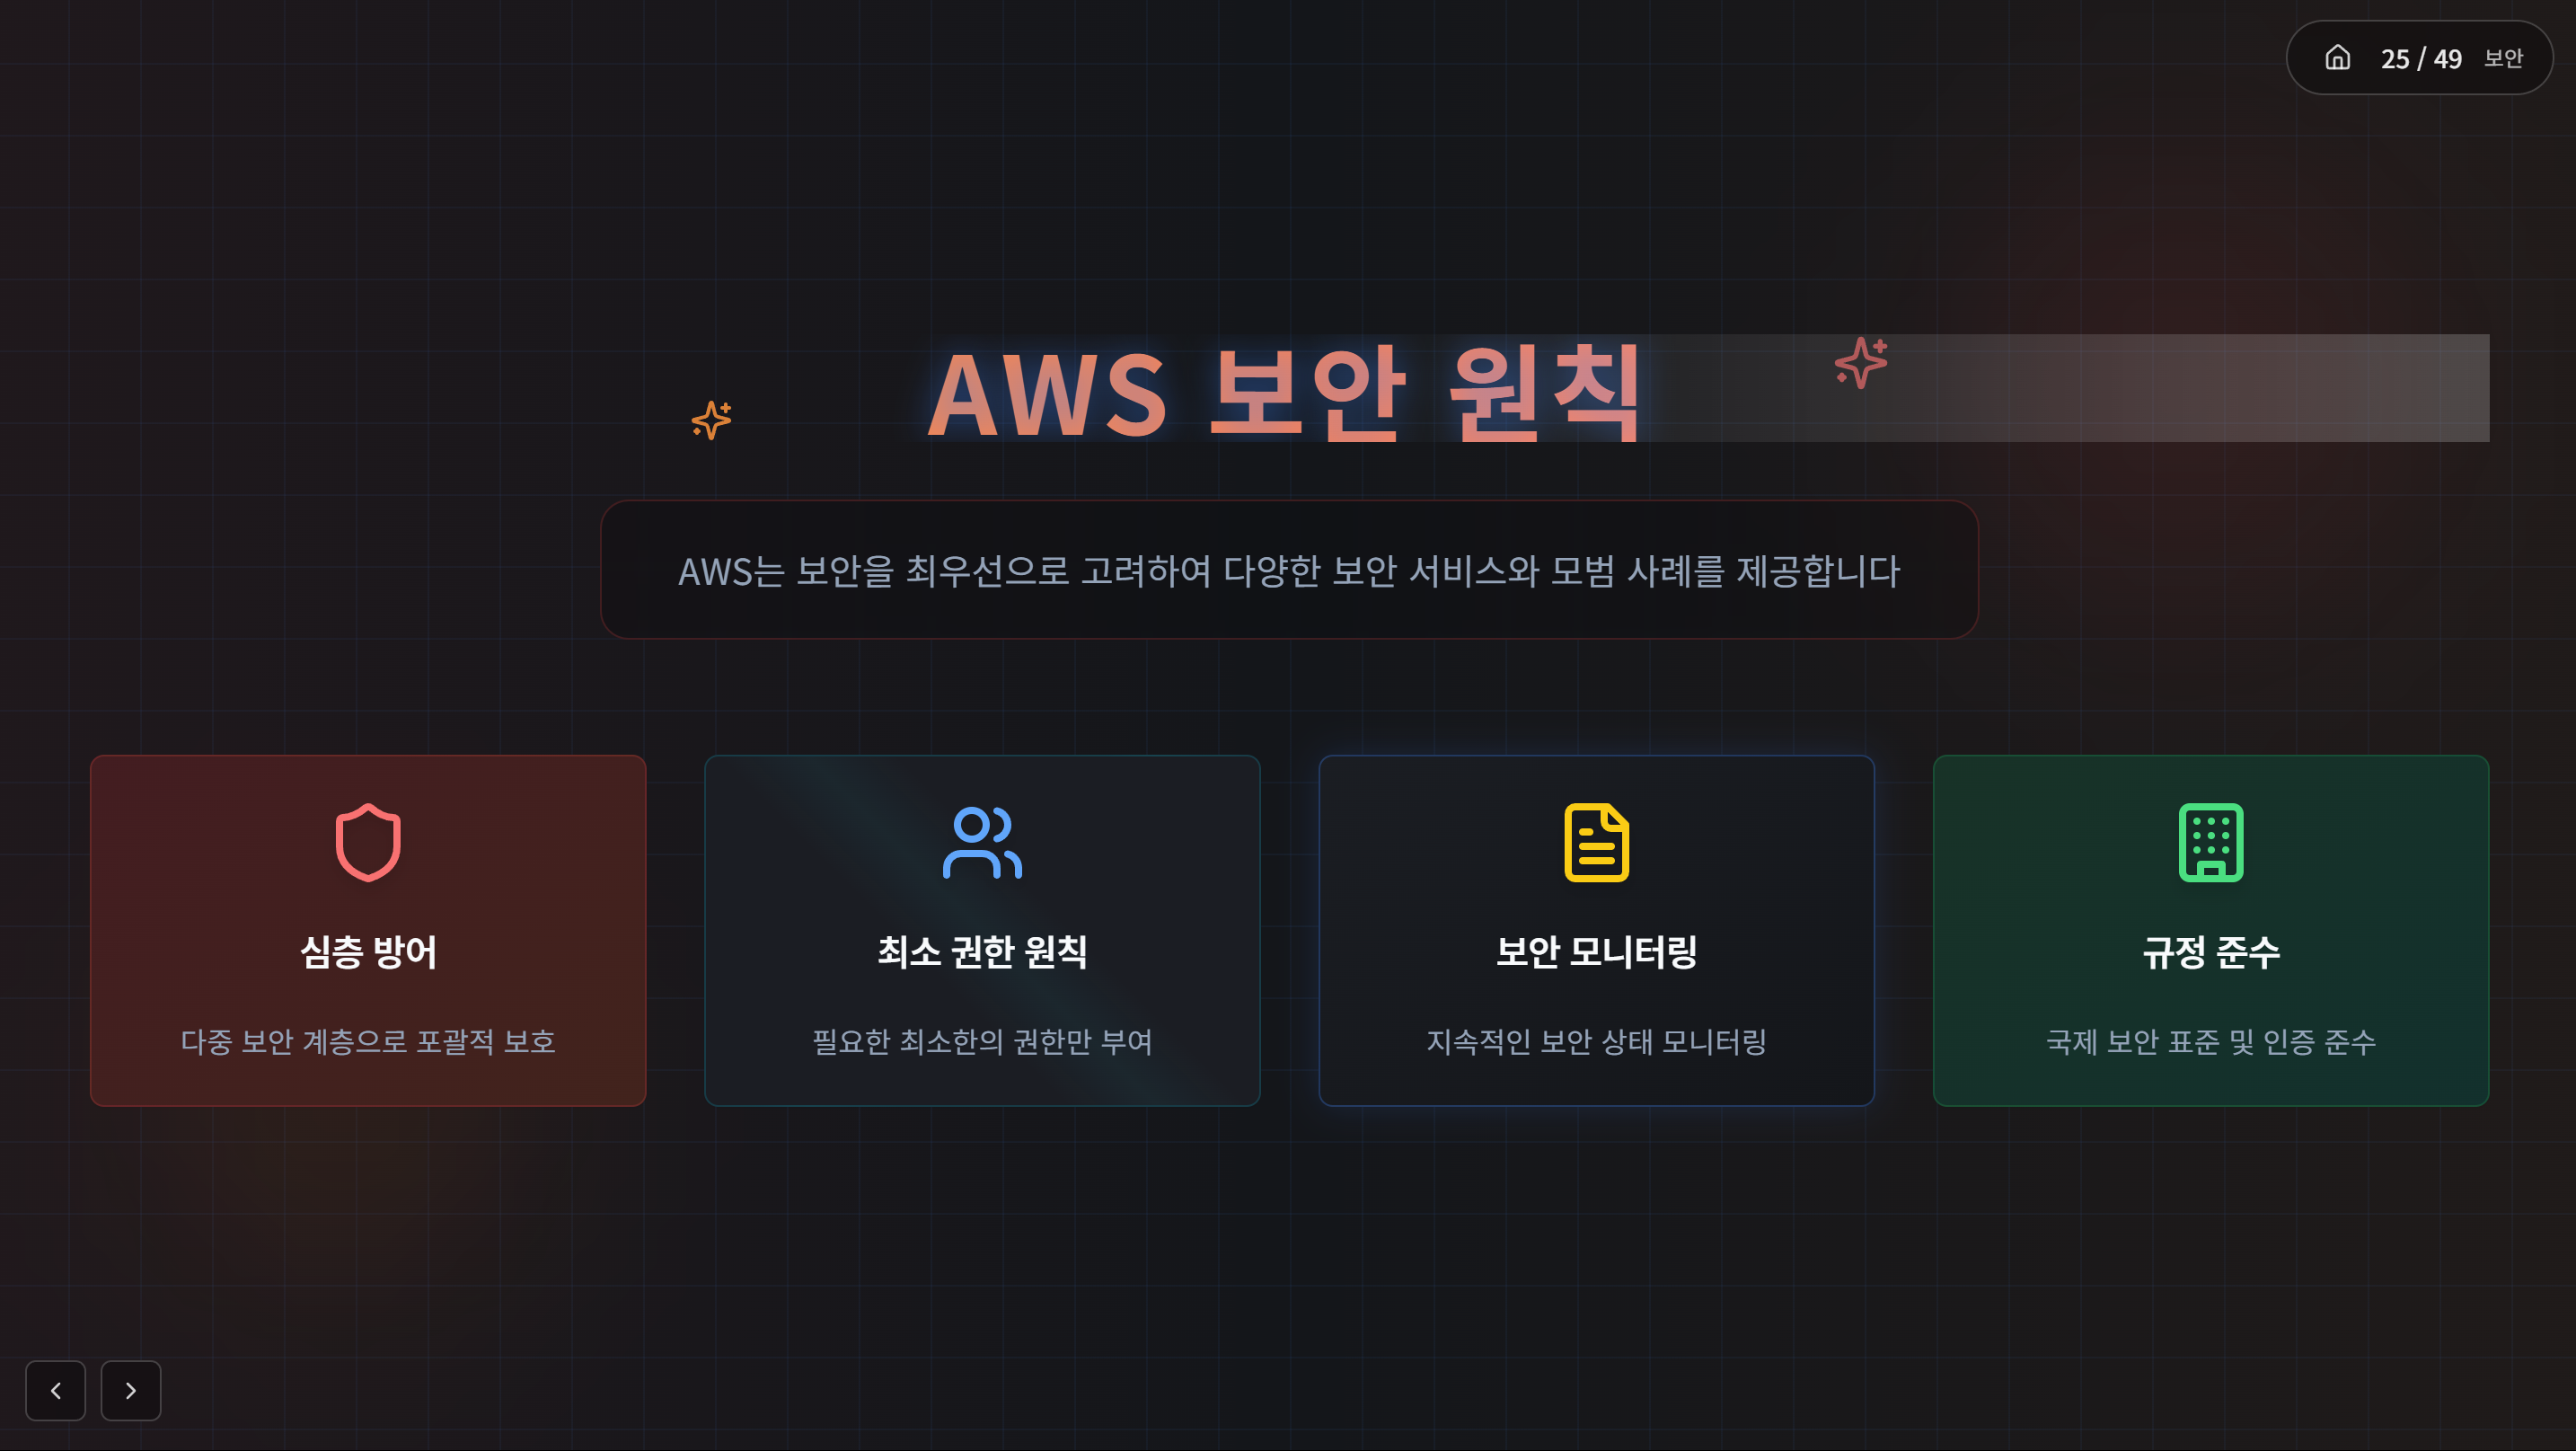 25 / 49 보안
AWS 보안 원칙
AWS는 보안을 최우선으로 고려하여 다양한 보안 서비스와 모범 사례를 제공합니다
심층 방어
다중 보안 계층으로 포괄적 보호
최소 권한 원칙
필요한 최소한의 권한만 부여
보안 모니터링
지속적인 보안 상태 모니터링
규정 준수
국제 보안 표준 및 인증 준수